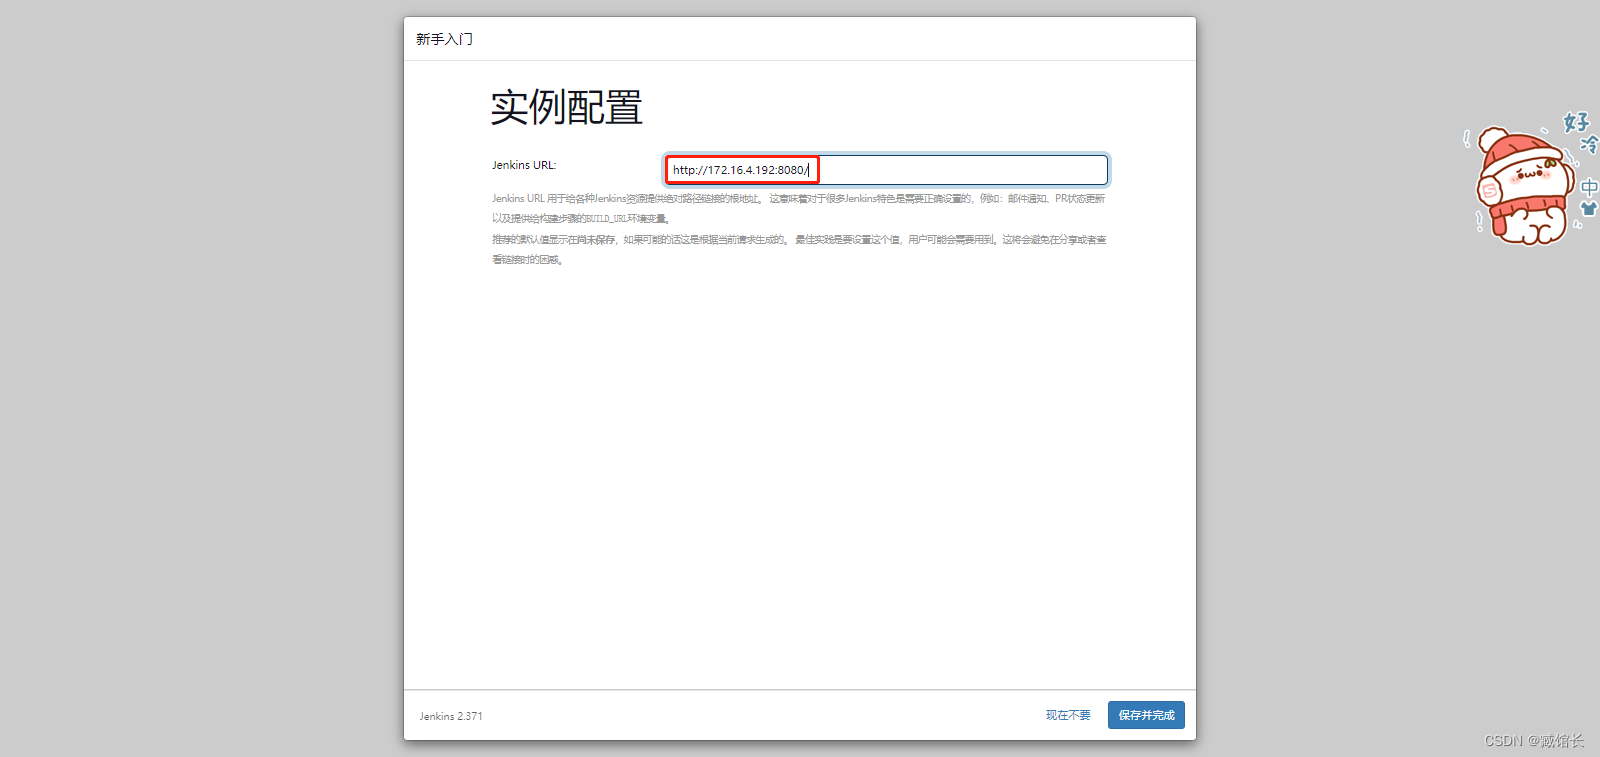 新手入门
实例配置
Jenkins URL:
http://172.16.4.192:8080/
Jenkins URL 用于给各种Jenkins资源提供绝对路径链接的根地址。 这意味着对于很多Jenkins特色是需要正确设置的，例如：邮件通知、PR状态更新
以及提供给构建步骤的BUILD_URL环境变量。
推荐的默认值显示在尚未保存，如果可能的话这是根据当前请求生成的。 最佳实践是要设置这个值，用户可能会需要用到。这将会避免在分享或者查
看链接时的困惑。
好
冷
中
S
Jenkins 2.371
现在不要
保存并完成
CSDN @臧馆长